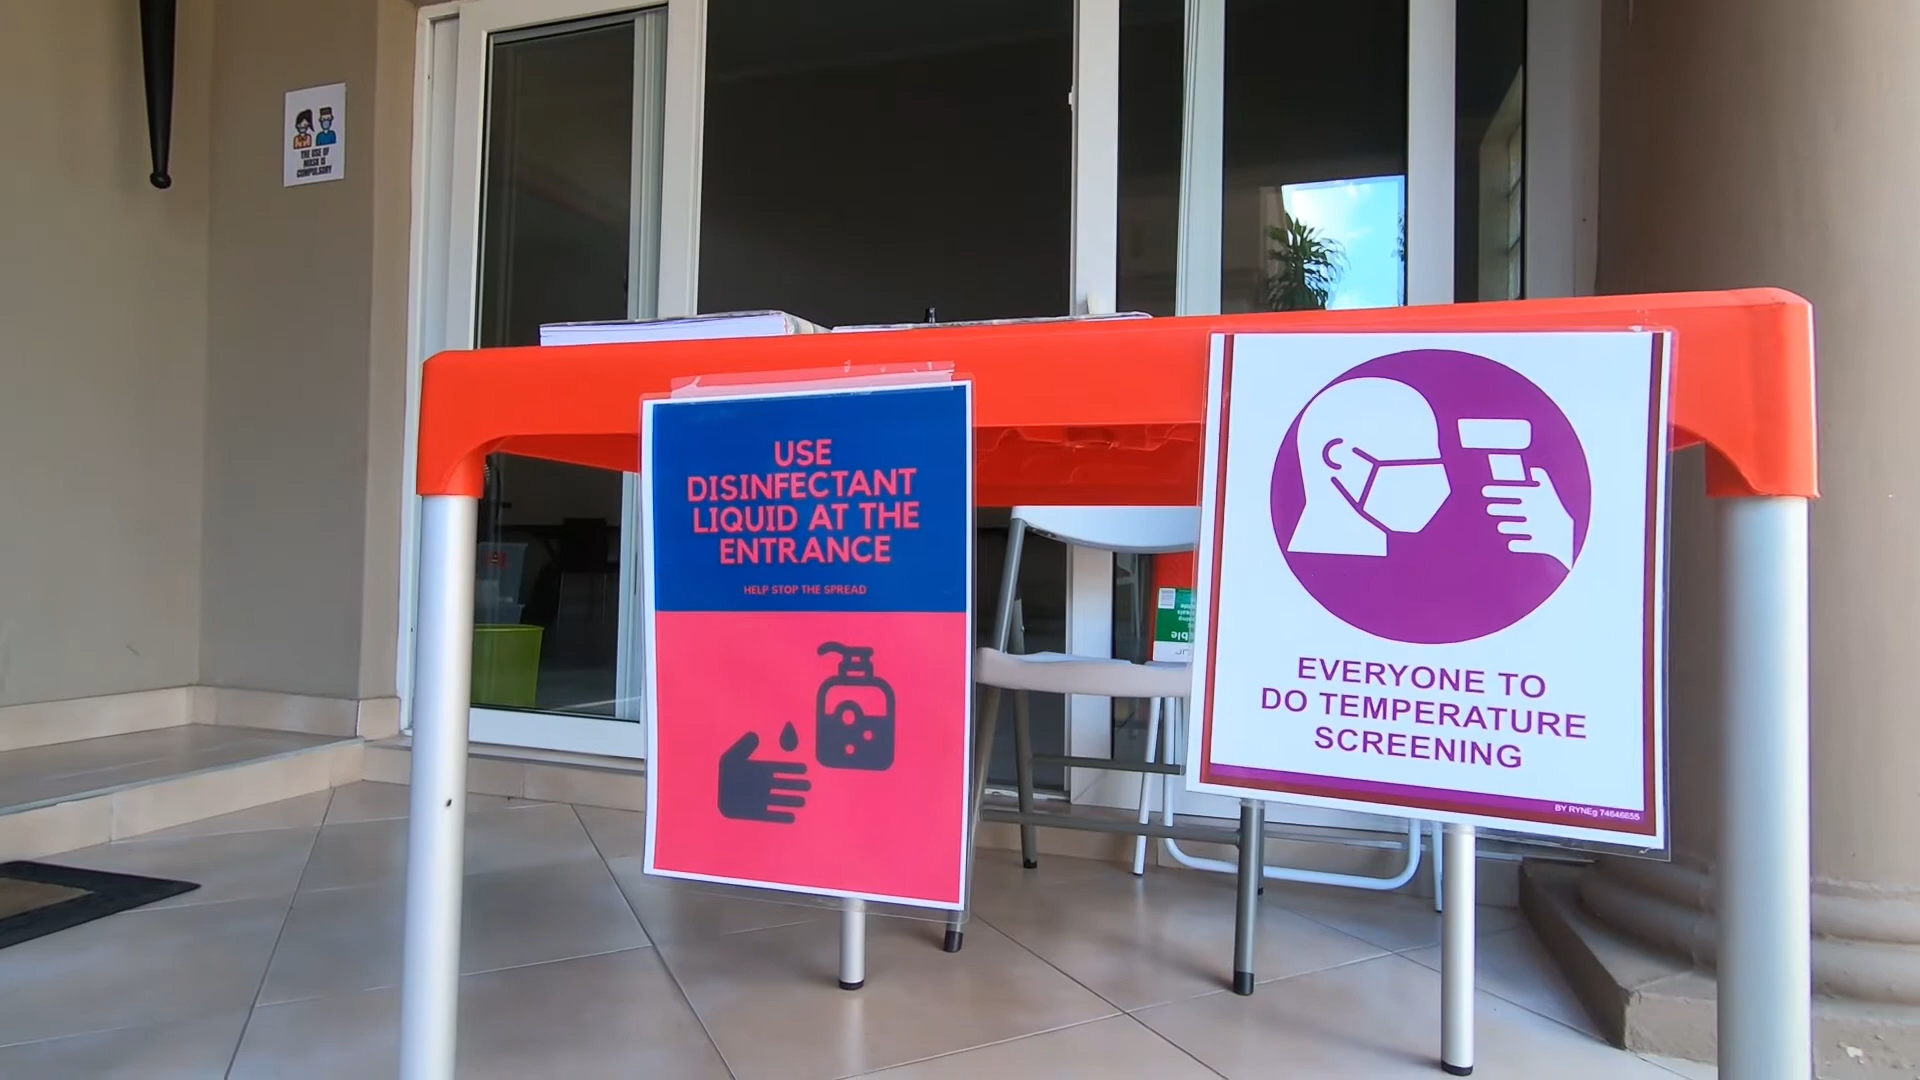 THE USE OF
MASK IS
COMPULSORY
USE
DISINFECTANT
LIQUID AT THE
ENTRANCE
HELP STOP THE SPREAD
EVERYONE TO
DO TEMPERATURE
SCREENING
BY RYNEg 74646655